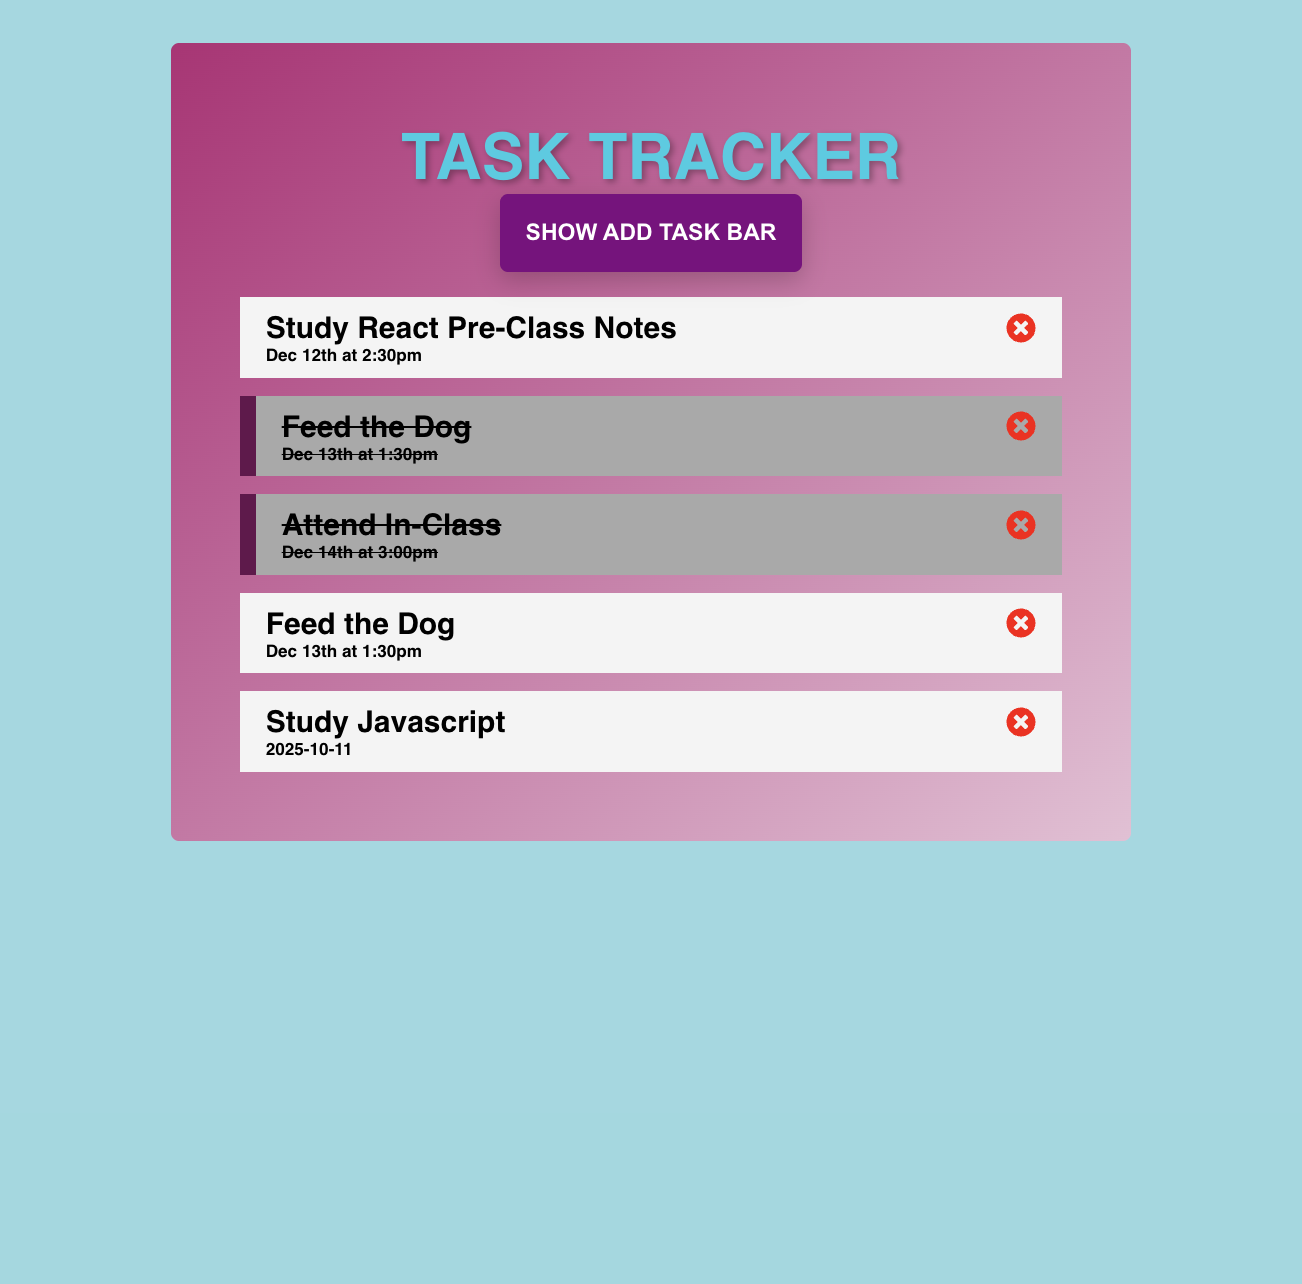 TASK TRACKER
SHOW ADD TASK BAR
Study React Pre-Class Notes
Dec 12th at 2:30pm
Feed the Dog
Dec 13th at 1:30pm
Attend In-Class
Dec 14th at 3:00pm
Feed the Dog
Dec 13th at 1:30pm
Study Javascript
2025-10-11